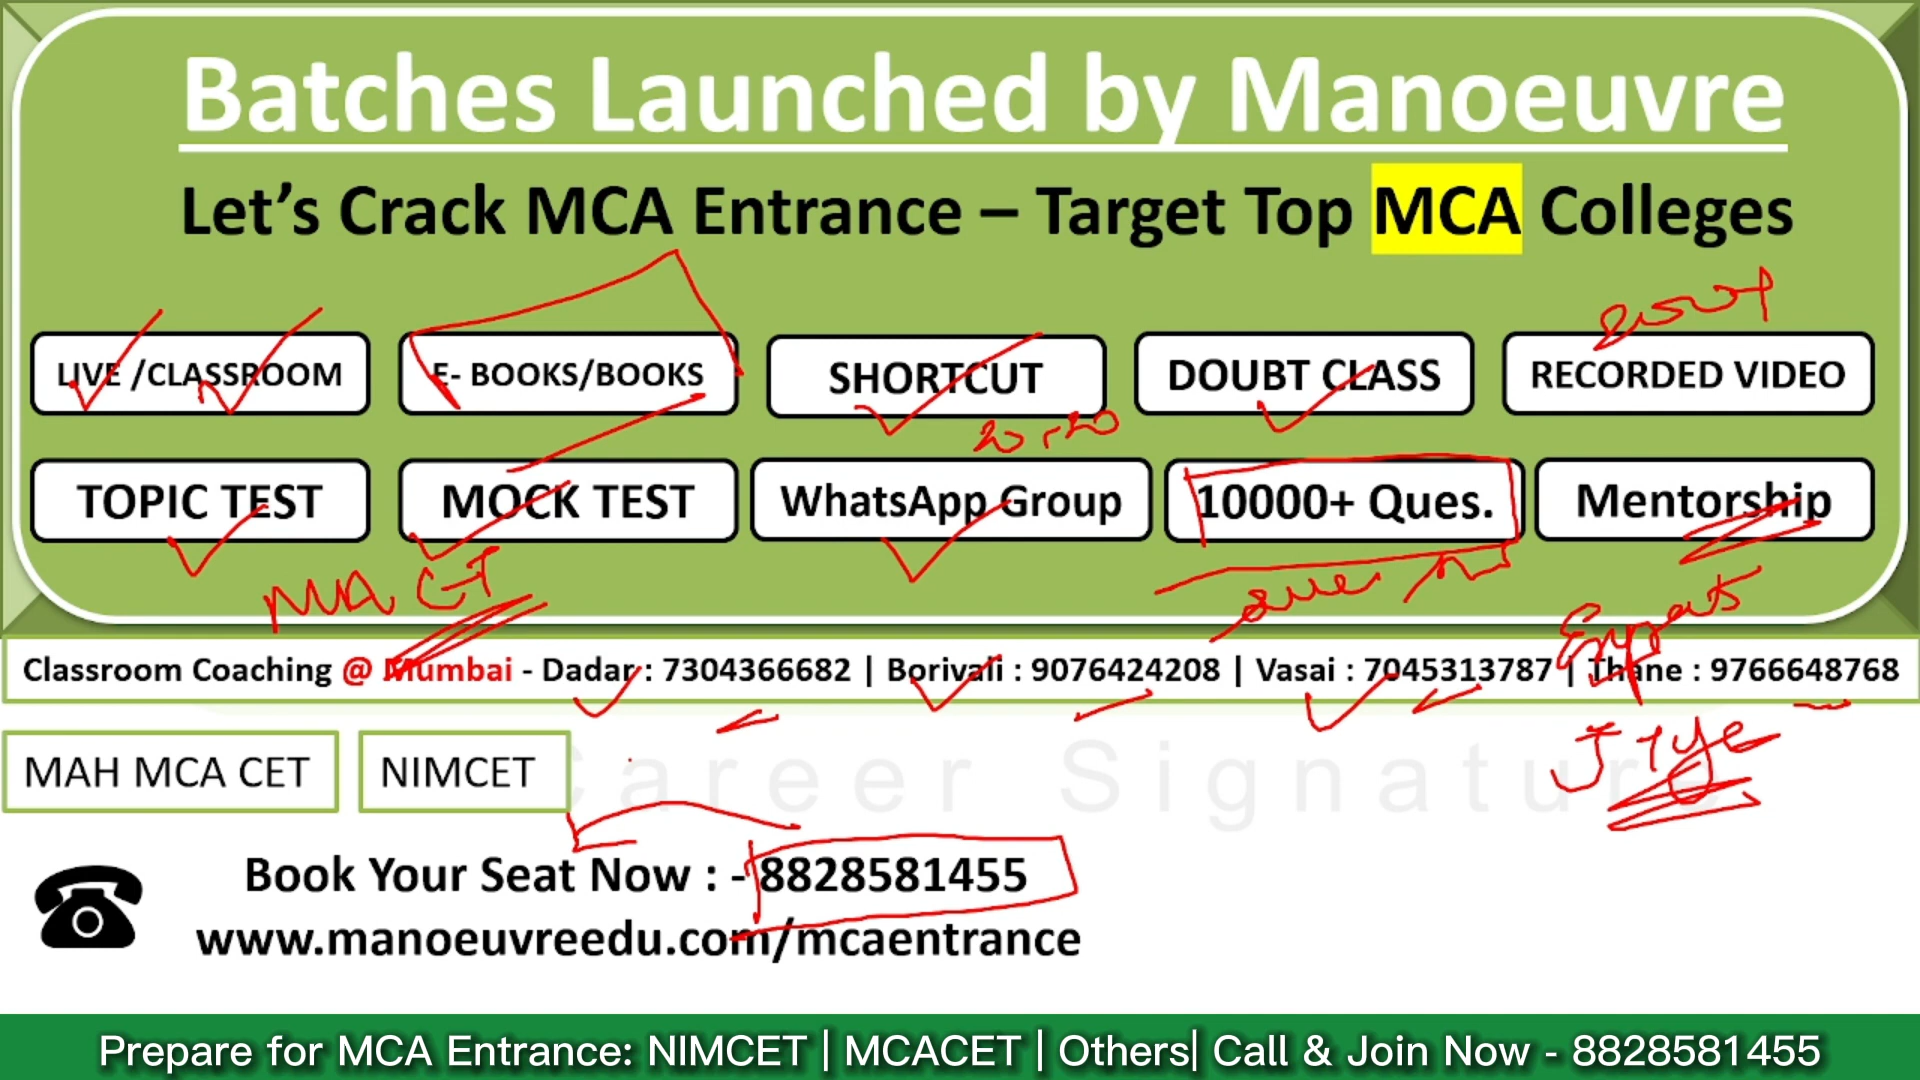 Batches Launched by Manoeuvre
Let's Crack MCA Entrance – Target Top MCA Colleges
LIVE /CLASSROOM
E- BOOKS/BOOKS
SHORTCUT
DOUBT CLASS
RECORDED VIDEO
TOPIC TEST
MOCK TEST
WhatsApp Group
10000+ Ques.
Mentorship
Classroom Coaching @ Mumbai - Dadar : 7304366682 | Borivali : 9076424208 | Vasai : 7045313787 | Thane : 9766648768
MAH MCA CET
NIMCET
Career Signature
Book Your Seat Now : - 8828581455
www.manoeuvreedu.com/mcaentrance
Prepare for MCA Entrance: NIMCET | MCACET | Others| Call & Join Now - 8828581455